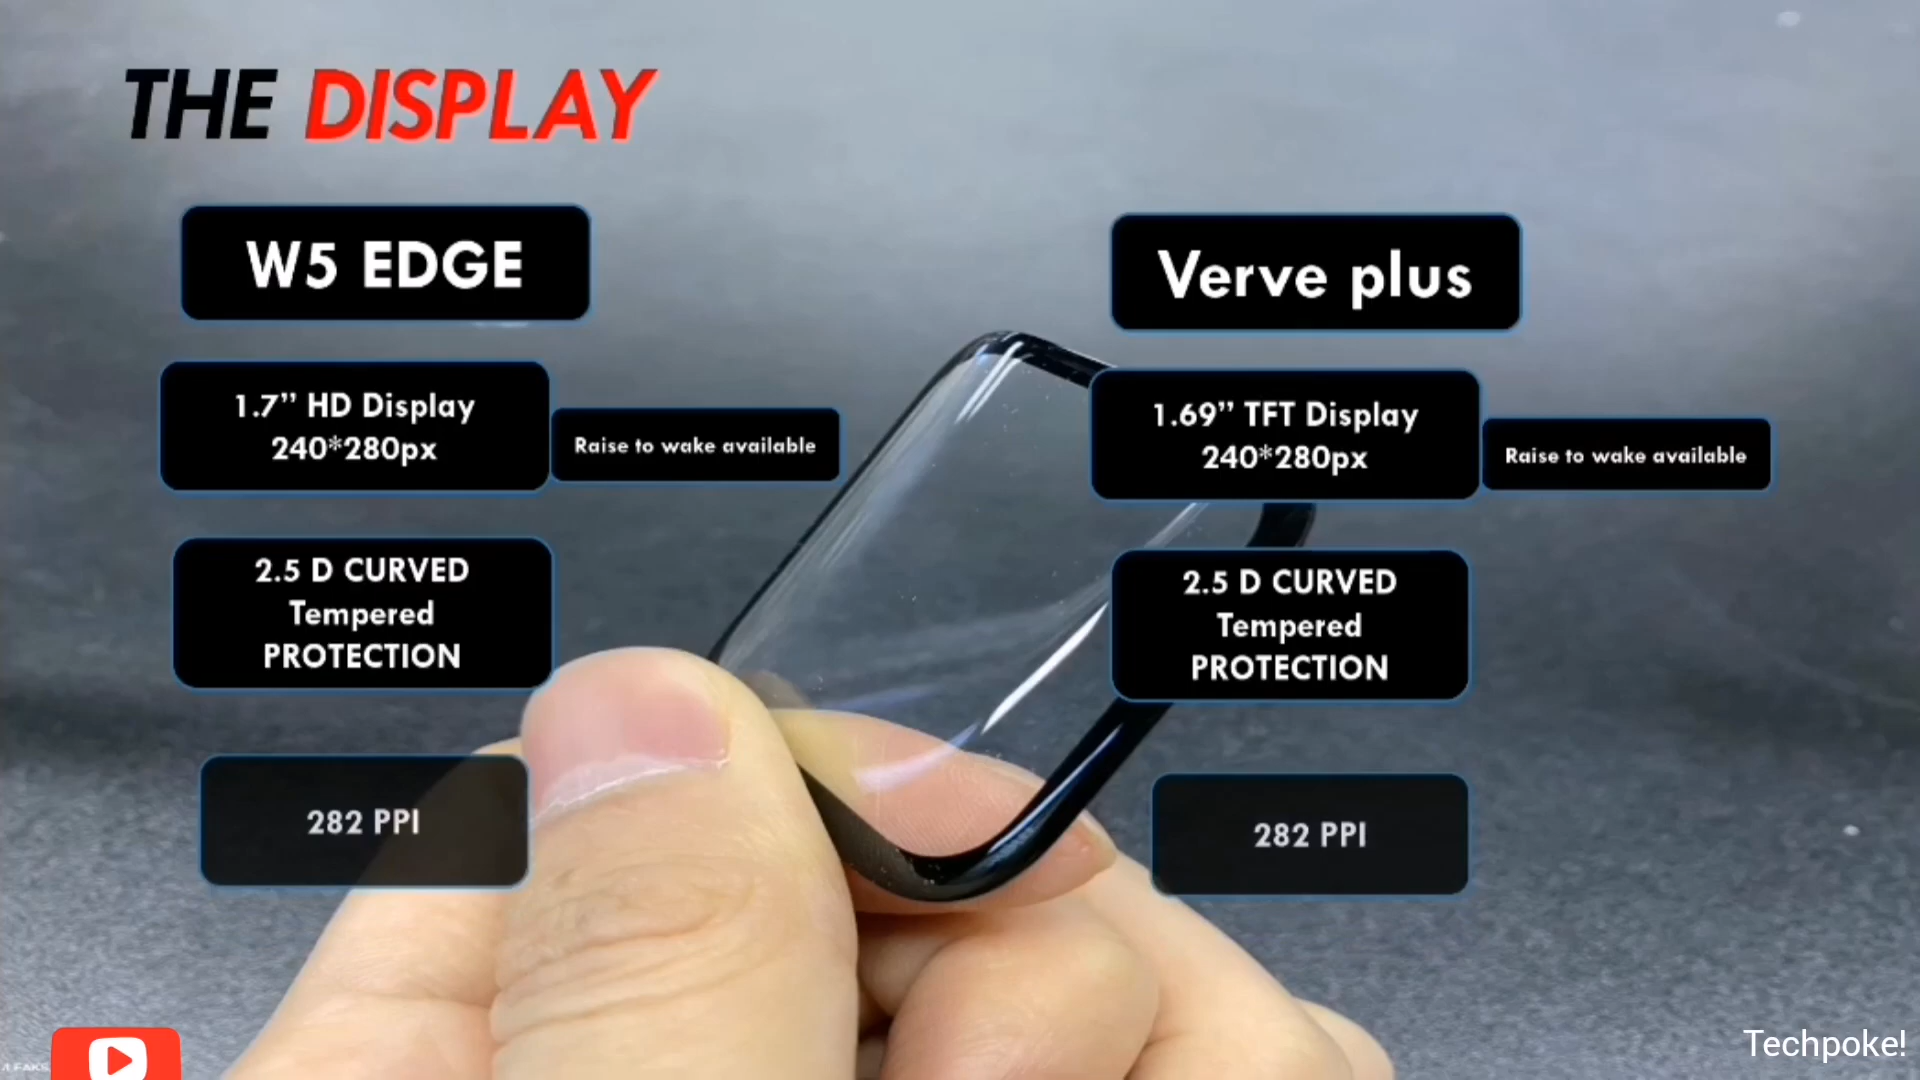 THE DISPLAY
W5 EDGE
1.7” HD Display
240*280px
Raise to wake available
2.5 D CURVED
Tempered
PROTECTION
282 PPI
Verve plus
1.69” TFT Display
240*280px
Raise to wake available
2.5 D CURVED
Tempered
PROTECTION
282 PPI
Techpoke!